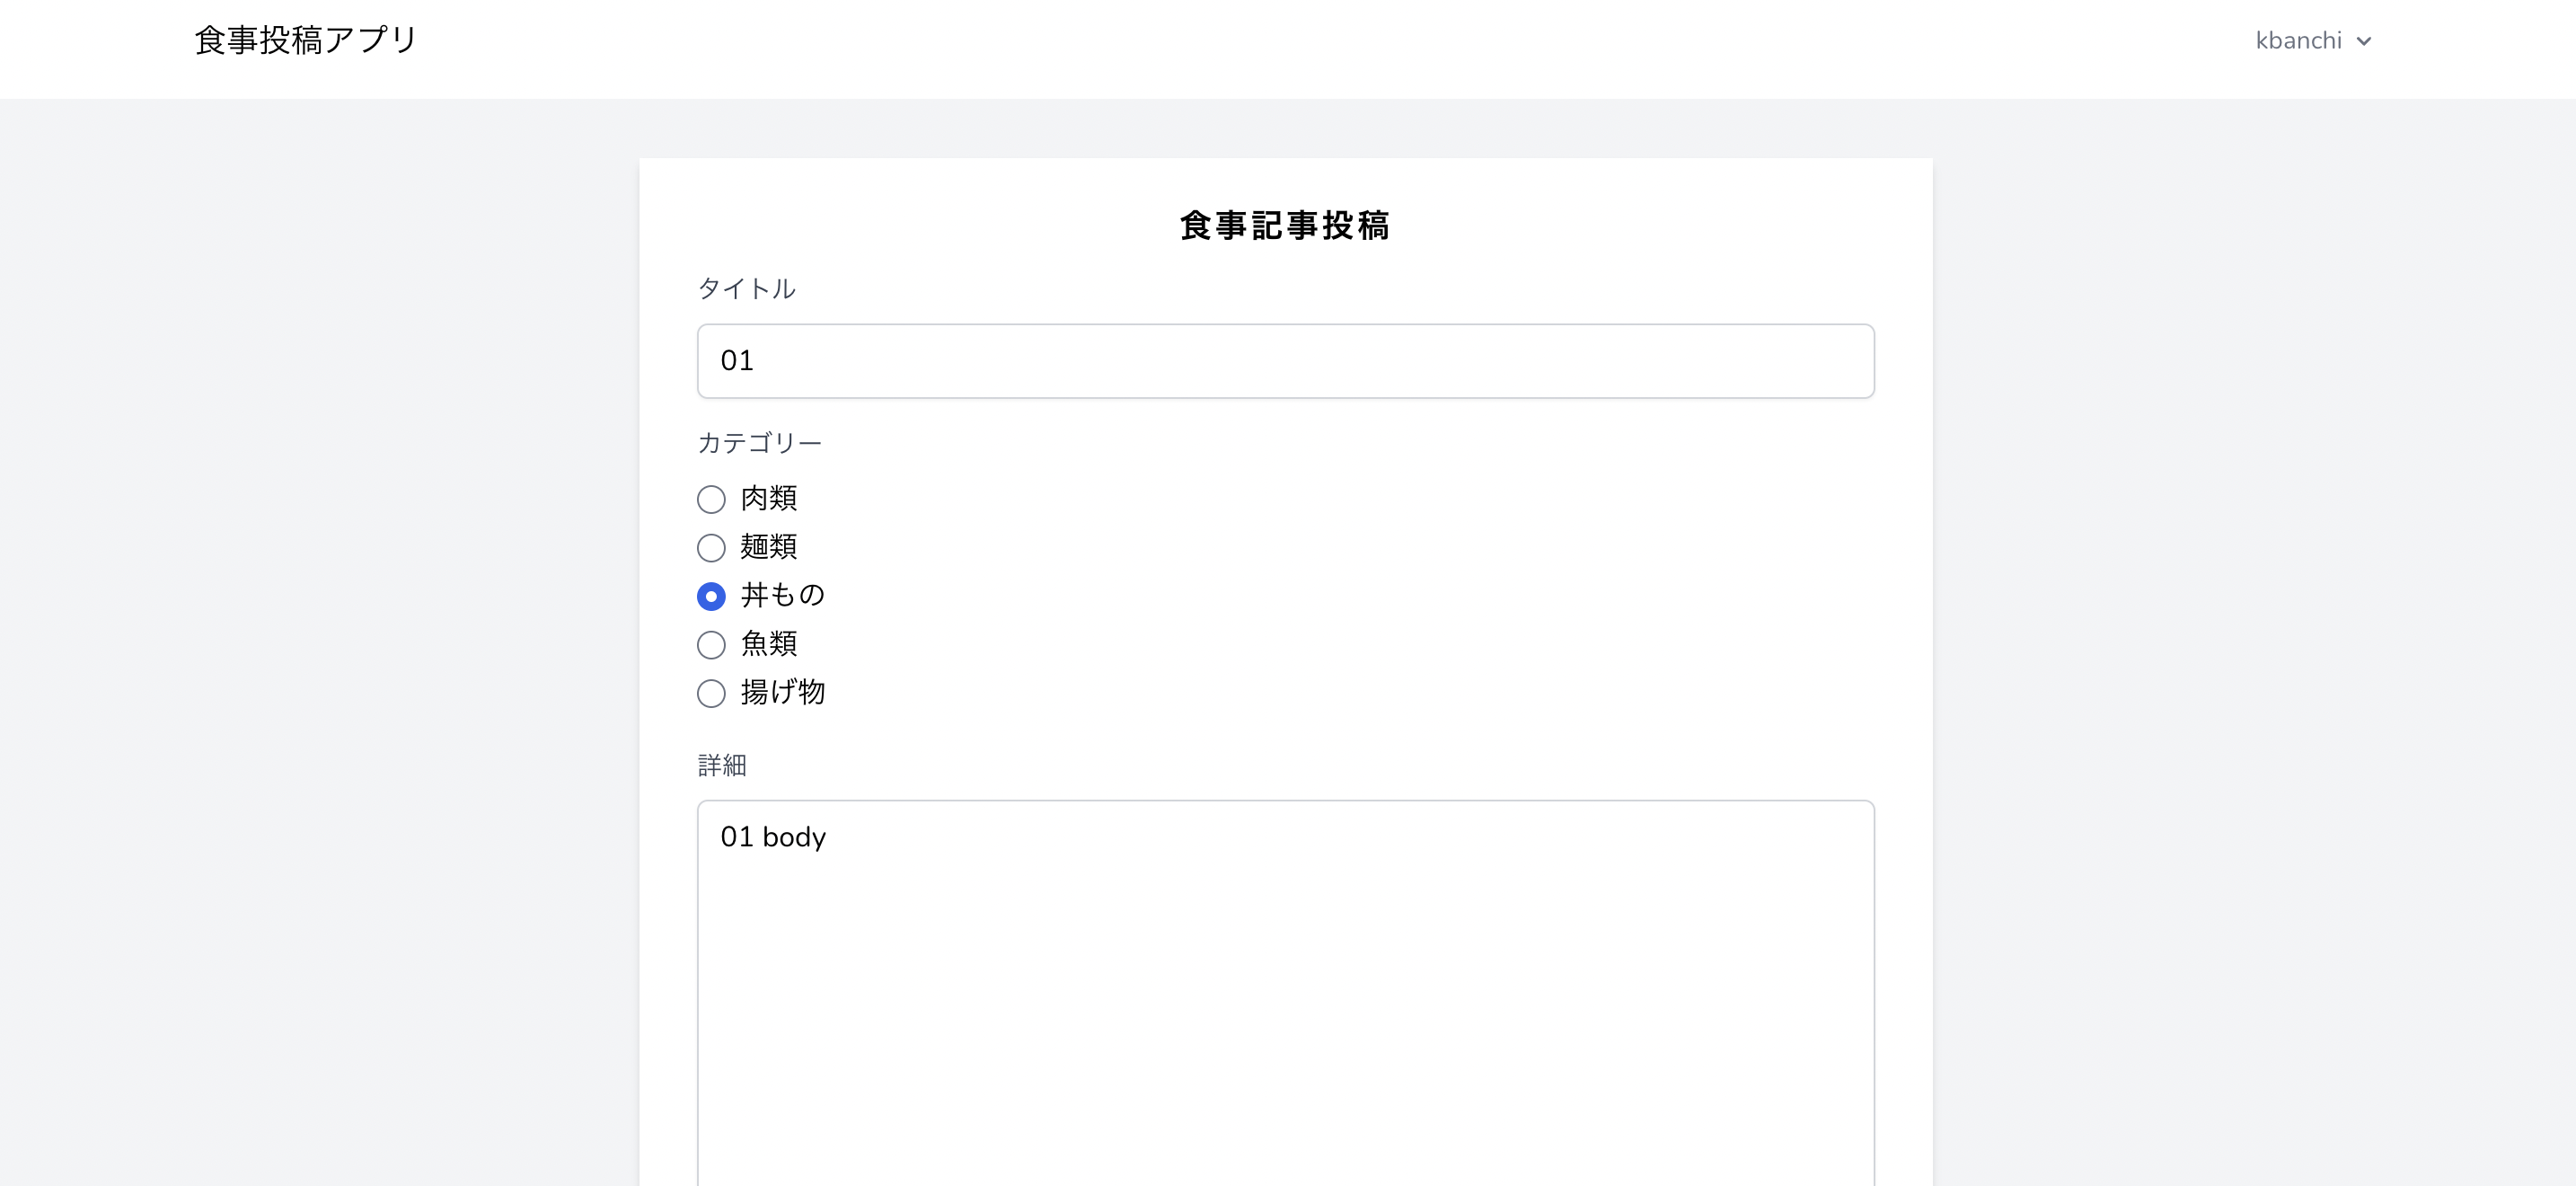 食事投稿アプリ
kbanchi
食事記事投稿
タイトル
01
カテゴリー
肉類
麺類
丼もの
魚類
揚げ物
詳細
01 body